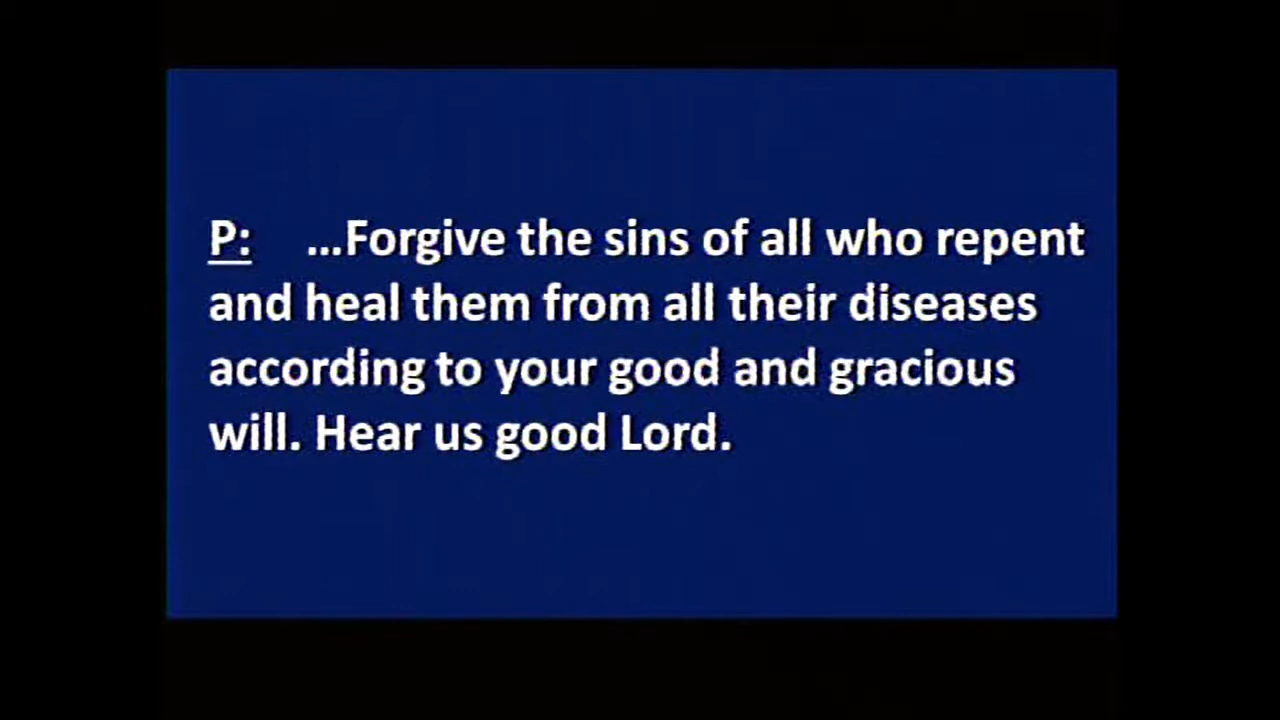 P: ...Forgive the sins of all who repent
and heal them from all their diseases
according to your good and gracious
will. Hear us good Lord.